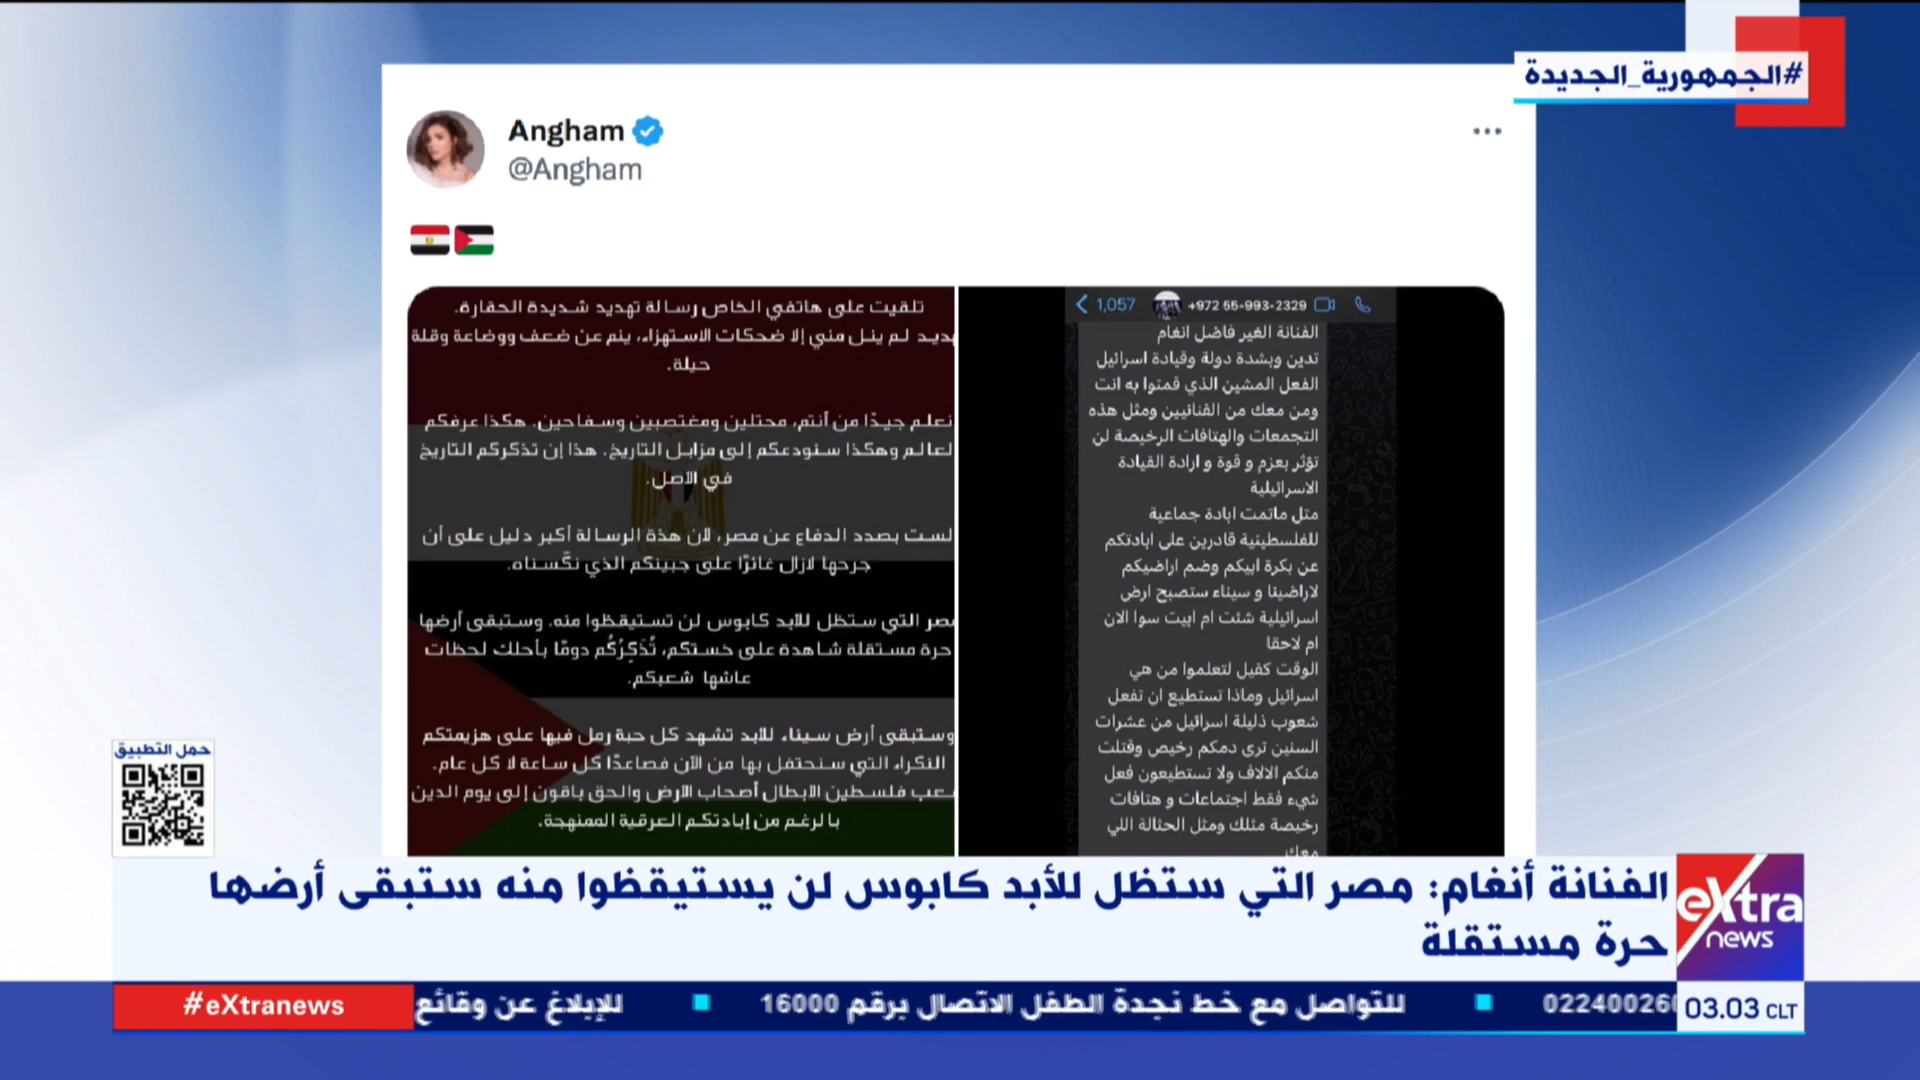 #الجمهورية_الجديدة
Angham
@Angham
تلقيت على هاتفي الخاص رسالة تهديد شديدة الحقارة.
لم ينل مني إلا ضحكات الاستهزاء، ينم عن ضعف ووضاعة وقلة
حيلة.
نعلم جيدًا من أنتم، محتلين ومغتصبين وسفاحين. هكذا عرفكم
لعالم وهكذا سنودعكم إلى مزابل التاريخ. هذا إن تذكركم التاريخ
في الأصل.
لست بصدد الدفاع عن مصر، لأن هذة الرسالة أكبر دليل على أن
جرحها لازال غائرًا على جبينكم الذي نكّسناه.
مصر التي ستظل للأبد كابوس لن تستيقظوا منه. وستبقى أرضها
حرة مستقلة شاهدة على خستكم، تُذَكِرُكُم دومًا بأحلك لحظات
عاشها شعبكم.
وستبقى أرض سيناء للأبد تشهد كل حبة رمل فيها على هزيمتكم
النكراء التي سنحتفل بها من الآن فصاعدًا كل ساعة لا كل عام.
فلسطين الأبطال أصحاب الأرض والحق باقون إلى يوم الدين
بالرغم من إبادتكم العرقية الممنهجة.
1,057 +972 55-993-2329
الفنانة الغير فاضل انغام
تدين وبشدة دولة وقيادة اسرائيل
الفعل المشين الذي قمتوا به انت
ومن معك من الفنانيين ومثل هذه
التجمعات والهتافات الرخيصة لن
تؤثر بعزم و قوة و ارادة القيادة
الاسرائيلية
متل ماتمت ابادة جماعية
للفلسطينية قادرين على ابادتكم
عن بكرة ابيكم وضم اراضيكم
لاراضينا و سيناء ستصبح ارض
اسرائيلية شئت ام ابيت سوا الان
ام لاحقا
الوقت كفيل لتعلموا من هي
اسرائيل وماذا تستطيع ان تفعل
شعوب ذليلة اسرائيل من عشرات
السنين ترى دمكم رخيص وقتلت
منكم الالاف ولا تستطيعون فعل
شيء فقط اجتماعات و هتافات
رخيصة مثلك ومثل الحثالة اللي
معك
حمل التطبيق
الفنانة أنغام: مصر التي ستظل للأبد كابوس لن يستيقظوا منه ستبقى أرضها
حرة مستقلة
eXtra
news
#eXtranews
02240026 ■ للتواصل مع خط نجدة الطفل الاتصال برقم 16000 ■ للإبلاغ عن وقائع
03.03 CLT